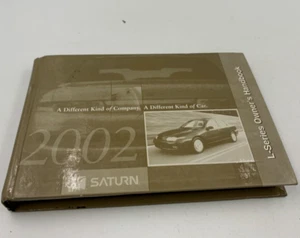 A Different Kind of Company. A Different Kind of Car.
2002
SATURN
L-Series Owner's Handbook